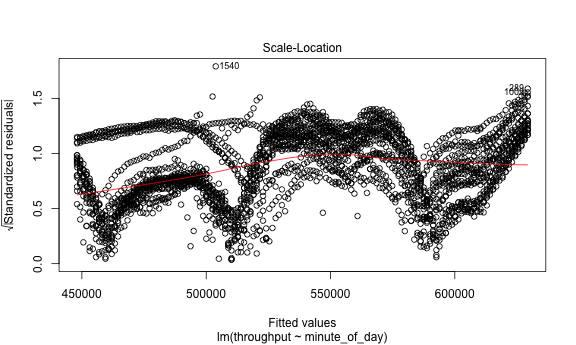 Scale-Location
1540
289
√|Standardized residuals|
0.0
0.5
1.0
1.5
450000
500000
550000
600000
Fitted values
lm(throughput ~ minute_of_day)